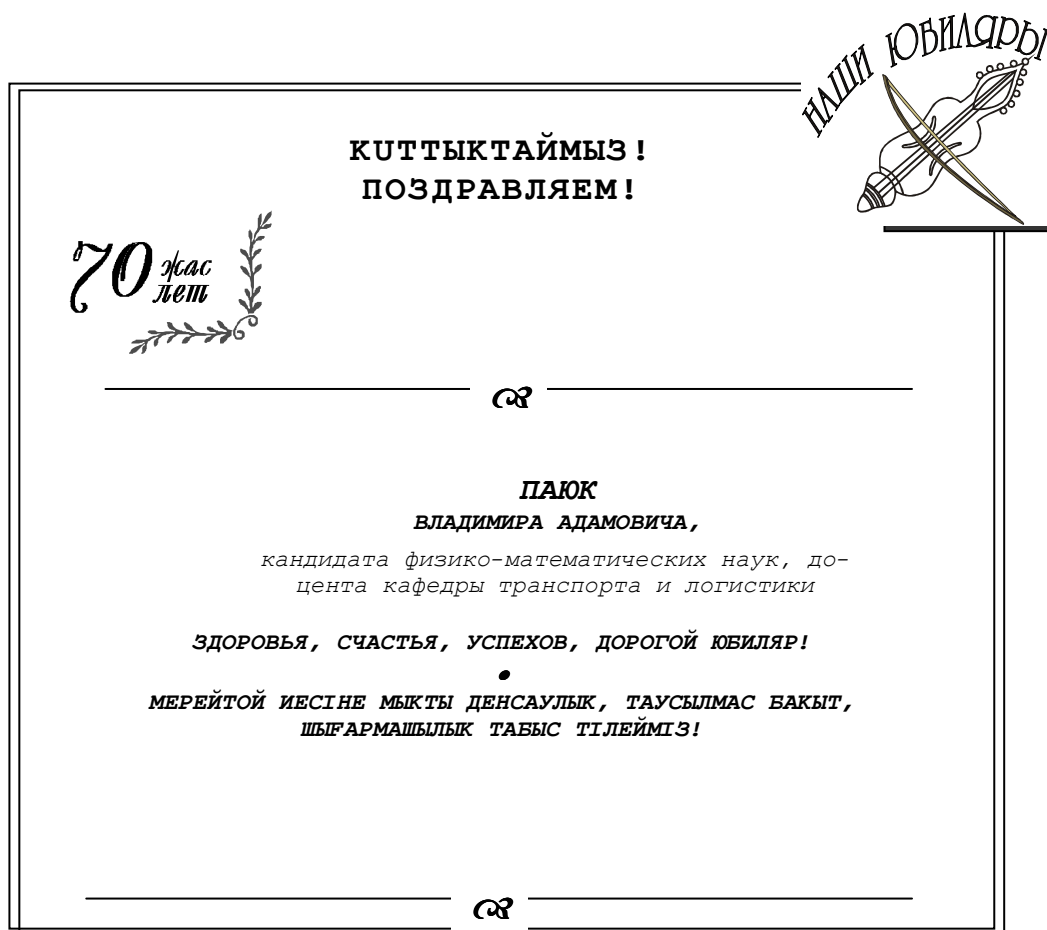 НАШИ ЮБИЛЯРЫ
КUТТЫКТАЙМЫЗ!
ПОЗДРАВЛЯЕМ!
70 жас
лет
ПАЮК
ВЛАДИМИРА АДАМОВИЧА,
кандидата физико-математических наук, до-
цента кафедры транспорта и логистики
ЗДОРОВЬЯ, СЧАСТЬЯ, УСПЕХОВ, ДОРОГОЙ ЮБИЛЯР!
•
МЕРЕЙТОЙ ИЕСІНЕ МЫКТЫ ДЕНСАУЛЫК, ТАУСЫЛМАС БАКЫТ,
ШЫҒАРМАШЫЛЫК ТАБЫС ТІЛЕЙМІЗ!